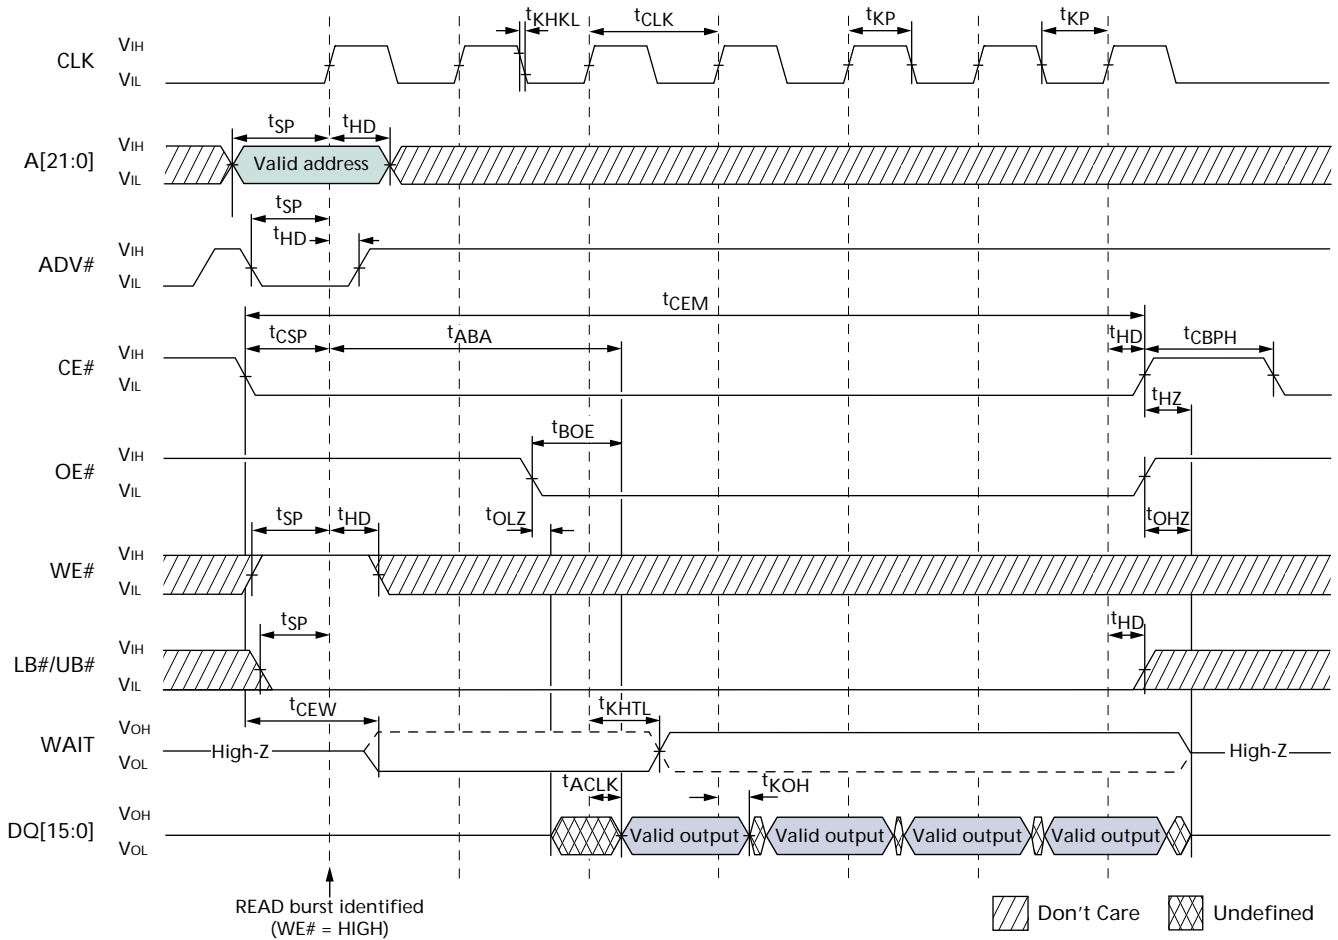 tKHKL tCLK tKP tKP
CLK VIH
VIL
tSP tHD
A[21:0] VIH
VIL
Valid address
tSP
tHD
ADV# VIH
VIL
tCEM
tCSP tABA tHD tCBPH
CE# VIH
VIL
tHZ
tBOE
OE# VIH
VIL
tSP tHD tOLZ tOHZ
WE# VIH
VIL
tSP tHD
LB#/UB# VIH
VIL
tCEW tKHTL
WAIT VOH
VOL
High-Z High-Z
tACLK tKOH
DQ[15:0] VOH
VOL
Valid output Valid output Valid output Valid output
READ burst identified
(WE# = HIGH)
Don't Care Undefined